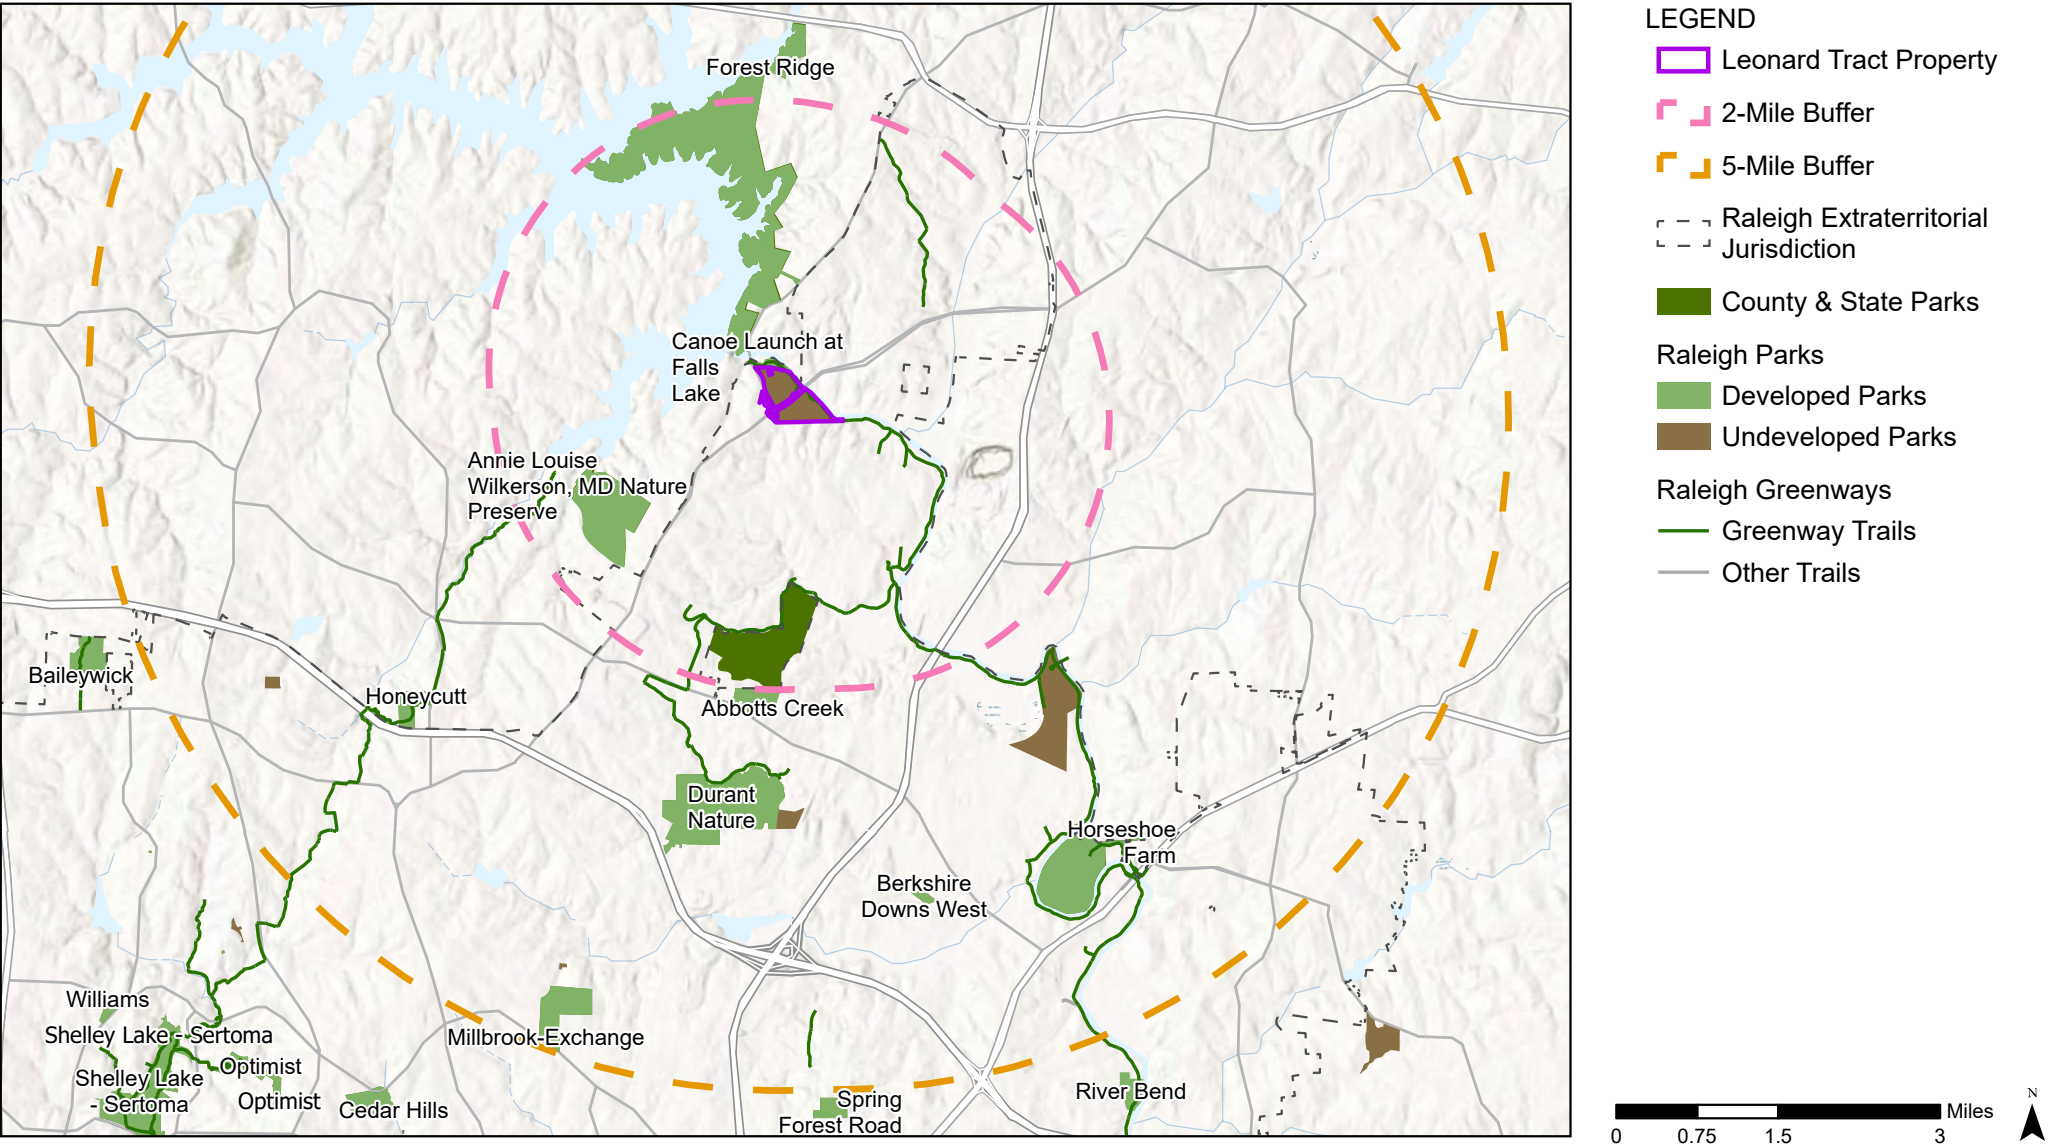 Forest Ridge
Canoe Launch at
Falls
Lake
Annie Louise
Wilkerson, MD Nature
Preserve
Baileywick
Honeycutt
Abbotts Creek
Durant
Nature
Horseshoe
Farm
Berkshire
Downs West
Williams
Shelley Lake - Sertoma
Optimist
Shelley Lake
- Sertoma
Optimist
Cedar Hills
Millbrook-Exchange
Spring
Forest Road
River Bend
LEGEND
Leonard Tract Property
2-Mile Buffer
5-Mile Buffer
Raleigh Extraterritorial
Jurisdiction
County & State Parks
Raleigh Parks
Developed Parks
Undeveloped Parks
Raleigh Greenways
Greenway Trails
Other Trails
Miles
0 0.75 1.5 3
N